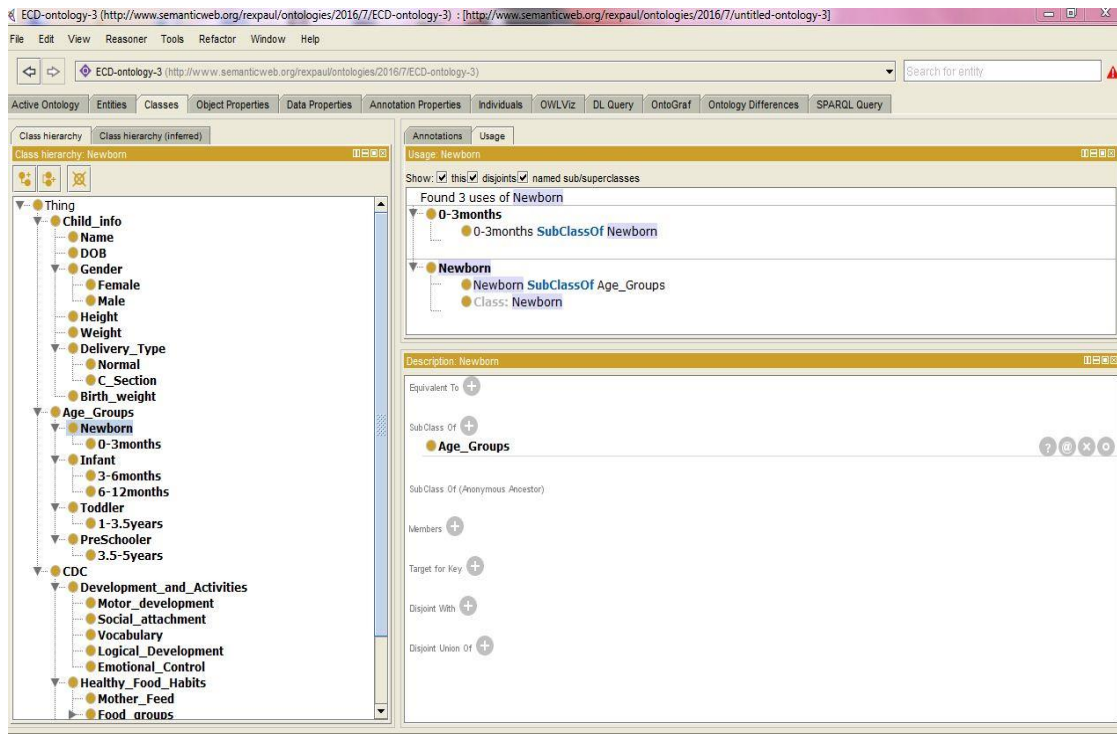 ECD-ontology-3 (http://www.semanticweb.org/rexpaul/ontologies/2016/7/ECD-ontology-3) : [http://www.semanticweb.org/rexpaul/ontologies/2016/7/untitled-ontology-3]
File Edit View Reasoner Tools Refactor Window Help
ECD-ontology-3 (http://www.semanticweb.org/rexpaul/ontologies/2016/7/ECD-ontology-3)
Search for entity
Active Ontology Entities Classes Object Properties Data Properties Annotation Properties Individuals OWLViz DL Query OntoGraf Ontology Differences SPARQL Query
Class hierarchy Class hierarchy (inferred)
Class hierarchy: Newborn
Thing
Child_info
Name
DOB
Gender
Female
Male
Height
Weight
Delivery_Type
Normal
C_Section
Birth_weight
Age_Groups
Newborn
0-3months
Infant
3-6months
6-12months
Toddler
1-3.5years
PreSchooler
3.5-5years
CDC
Development_and_Activities
Motor_development
Social_attachment
Vocabulary
Logical_Development
Emotional_Control
Healthy_Food_Habits
Mother_Feed
Food_groups
Annotations Usage
Usage: Newborn
Show: this disjoints named sub/superclasses
Found 3 uses of Newborn
0-3months
0-3months SubClassOf Newborn
Newborn
Newborn SubClassOf Age_Groups
Class: Newborn
Description: Newborn
Equivalent To
SubClass Of
Age_Groups
SubClass Of (Anonymous Ancestor)
Members
Target for Key
Disjoint With
Disjoint Union Of